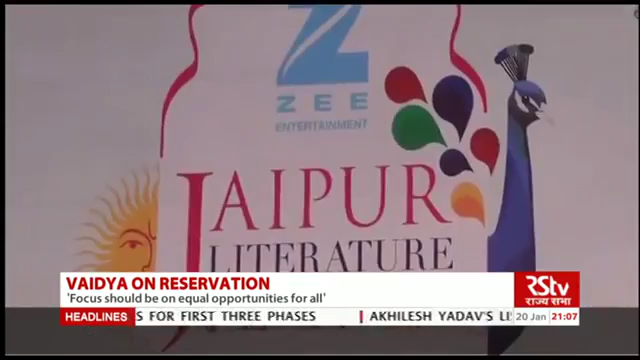 ZEE
ENTERTAINMENT
JAIPUR
LITERATURE
VAIDYA ON RESERVATION
'Focus should be on equal opportunities for all'
RSTV
राज्य सभा
HEADLINES
S FOR FIRST THREE PHASES
AKHILESH YADAV'S LI
20 Jan
21:07